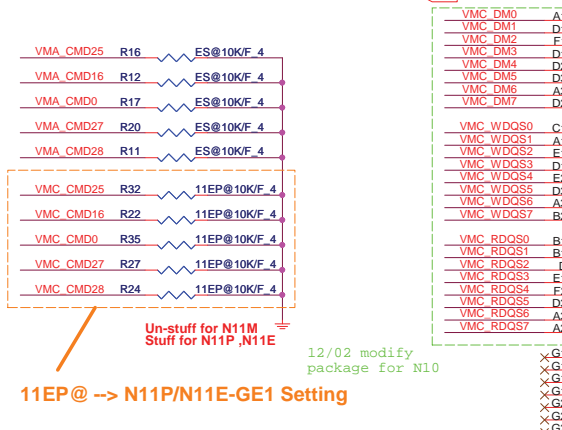 VMA_CMD25 R16 ES@10K/F_4
VMA_CMD16 R12 ES@10K/F_4
VMA_CMD0 R17 ES@10K/F_4
VMA_CMD27 R20 ES@10K/F_4
VMA_CMD28 R11 ES@10K/F_4
VMC_CMD25 R32 11EP@10K/F_4
VMC_CMD16 R22 11EP@10K/F_4
VMC_CMD0 R35 11EP@10K/F_4
VMC_CMD27 R27 11EP@10K/F_4
VMC_CMD28 R24 11EP@10K/F_4
Un-stuff for N11M
Stuff for N11P ,N11E
11EP@ --> N11P/N11E-GE1 Setting
12/02 modify
package for N10
VMC_DM0
VMC_DM1
VMC_DM2
VMC_DM3
VMC_DM4
VMC_DM5
VMC_DM6
VMC_DM7
VMC_WDQS0
VMC_WDQS1
VMC_WDQS2
VMC_WDQS3
VMC_WDQS4
VMC_WDQS5
VMC_WDQS6
VMC_WDQS7
VMC_RDQS0
VMC_RDQS1
VMC_RDQS2
VMC_RDQS3
VMC_RDQS4
VMC_RDQS5
VMC_RDQS6
VMC_RDQS7